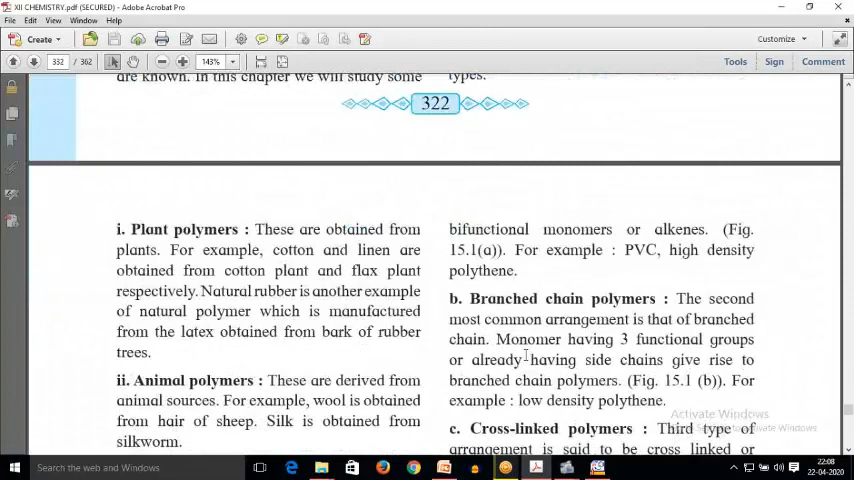 XII CHEMISTRY.pdf (SECURED) - Adobe Acrobat Pro
File Edit View Window Help
Create
Customize
332 / 362
143%
Tools Sign Comment
are known. In this chapter we will study some
types.
322
i. Plant polymers : These are obtained from
plants. For example, cotton and linen are
obtained from cotton plant and flax plant
respectively. Natural rubber is another example
of natural polymer which is manufactured
from the latex obtained from bark of rubber
trees.
ii. Animal polymers : These are derived from
animal sources. For example, wool is obtained
from hair of sheep. Silk is obtained from
silkworm.
bifunctional monomers or alkenes. (Fig.
15.1(a)). For example : PVC, high density
polythene.
b. Branched chain polymers : The second
most common arrangement is that of branched
chain. Monomer having 3 functional groups
or already having side chains give rise to
branched chain polymers. (Fig. 15.1 (b)). For
example : low density polythene.
c. Cross-linked polymers : Third type of
arrangement is said to be cross linked or
Activate Windows
to Activate Windows.
Search the web and Windows
22:08
22-04-2020